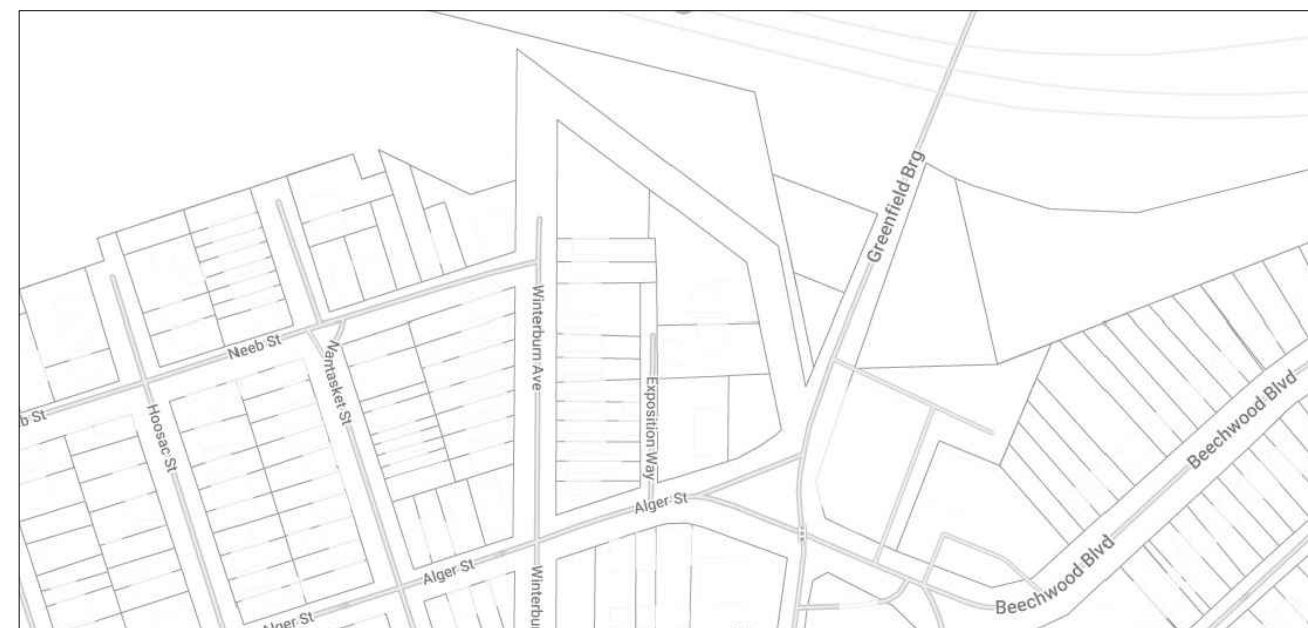 Greenfield Brg
Neeb St
Winterburn Ave
Nantasket St
Exposition Way
Beechwood Blvd
b St
Hoosac St
Alger St
Alger St
Beechwood Blvd
Winterbu
Alger St